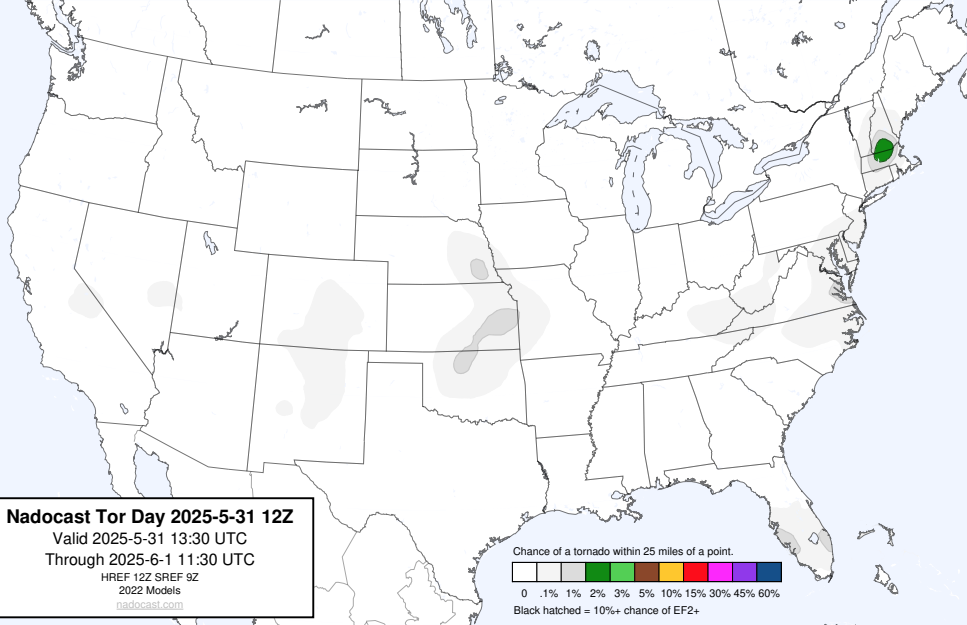 Nadocast Tor Day 2025-5-31 12Z
Valid 2025-5-31 13:30 UTC
Through 2025-6-1 11:30 UTC
HREF 12Z SREF 9Z
2022 Models
nadocast.com
Chance of a tornado within 25 miles of a point.
0 .1% 1% 2% 3% 5% 10% 15% 30% 45% 60%
Black hatched = 10%+ chance of EF2+